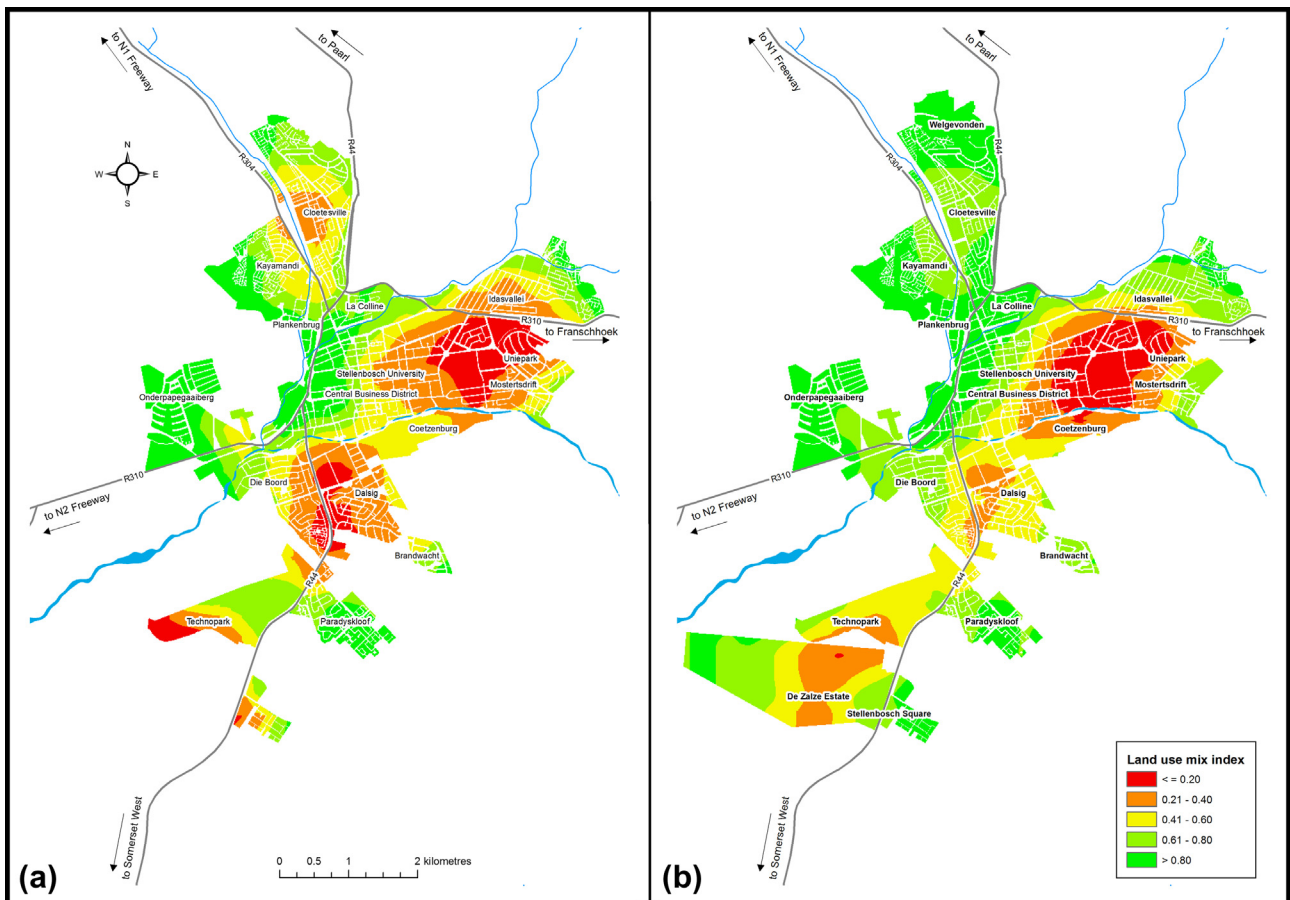 to N1 Freeway
to Paarl
R304
R44
N
W
E
S
Cloetesville
Kayamandi
La Colline
Idasvallei
Plankenbrug
R310
to Franschhoek
Uniepark
Stellenbosch University
Mostertsdrift
Onderpapegaaiberg
Central Business District
Coetzenburg
R310
Die Boord
Dalsig
to N2 Freeway
Brandwacht
R44
Technopark
Paradyskloof
to Somerset West
0 0.5 1 2 kilometres
(a)
to N1 Freeway
to Paarl
Welgevonden
R304
R44
Cloetesville
Kayamandi
La Colline
Idasvallei
Plankenbrug
R310
to Franschhoek
Uniepark
Stellenbosch University
Mostertsdrift
Onderpapegaaiberg
Central Business District
Coetzenburg
R310
Die Boord
Dalsig
to N2 Freeway
Brandwacht
R44
Technopark
Paradyskloof
De Zalze Estate
Stellenbosch Square
to Somerset West
Land use mix index
< = 0.20
0.21 - 0.40
0.41 - 0.60
0.61 - 0.80
> 0.80
(b)